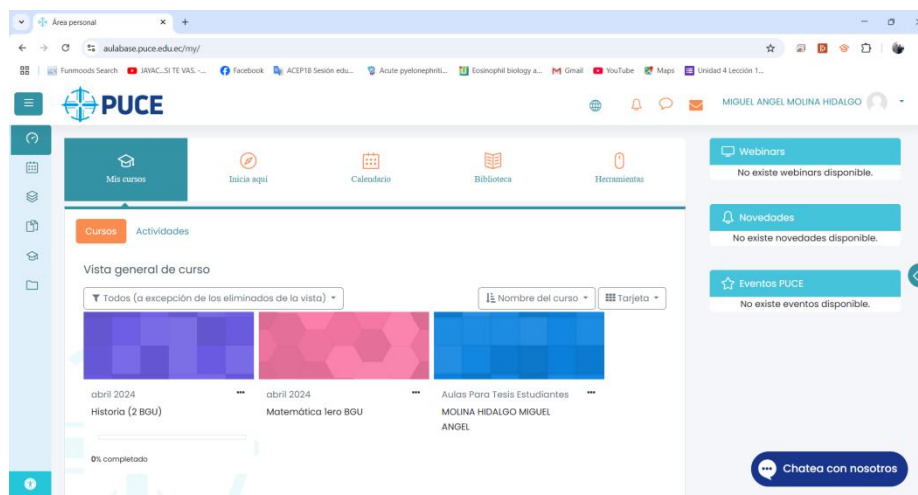 Área personal
aulabase.puce.edu.ec/my/
Funmoods Search JAYAC...SI TE VAS. -... Facebook ACEP18 Sesión edu... Acute pyelonephriti... Eosinophil biology a... Gmail YouTube Maps Unidad 4 Lección 1...
PUCE
MIGUEL ANGEL MOLINA HIDALGO
Mis cursos
Inicia aquí
Calendario
Biblioteca
Herramientas
Webinars
No existe webinars disponible.
Novedades
No existe novedades disponible.
Eventos PUCE
No existe eventos disponible.
Cursos Actividades
Vista general de curso
Todos (a excepción de los eliminados de la vista)
Nombre del curso
Tarjeta
abril 2024
Historia (2 BGU)
0% completado
abril 2024
Matemática 1ero BGU
Aulas Para Tesis Estudiantes
MOLINA HIDALGO MIGUEL
ANGEL
Chatea con nosotros